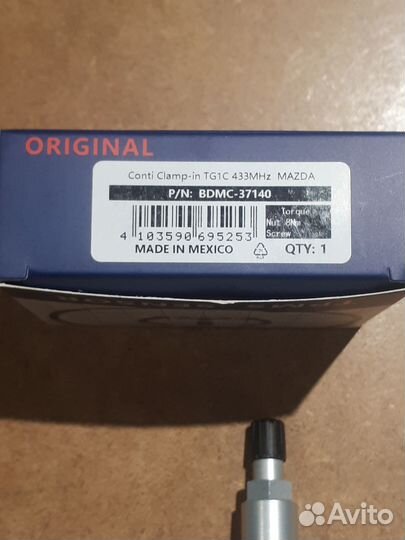 ORIGINAL
Conti Clamp-in TG1C 433MHz MAZDA
P/N: BDMC-37140
Torque
Nut 8Nm
Screw
4 103590 695253
MADE IN MEXICO
QTY: 1
Avito